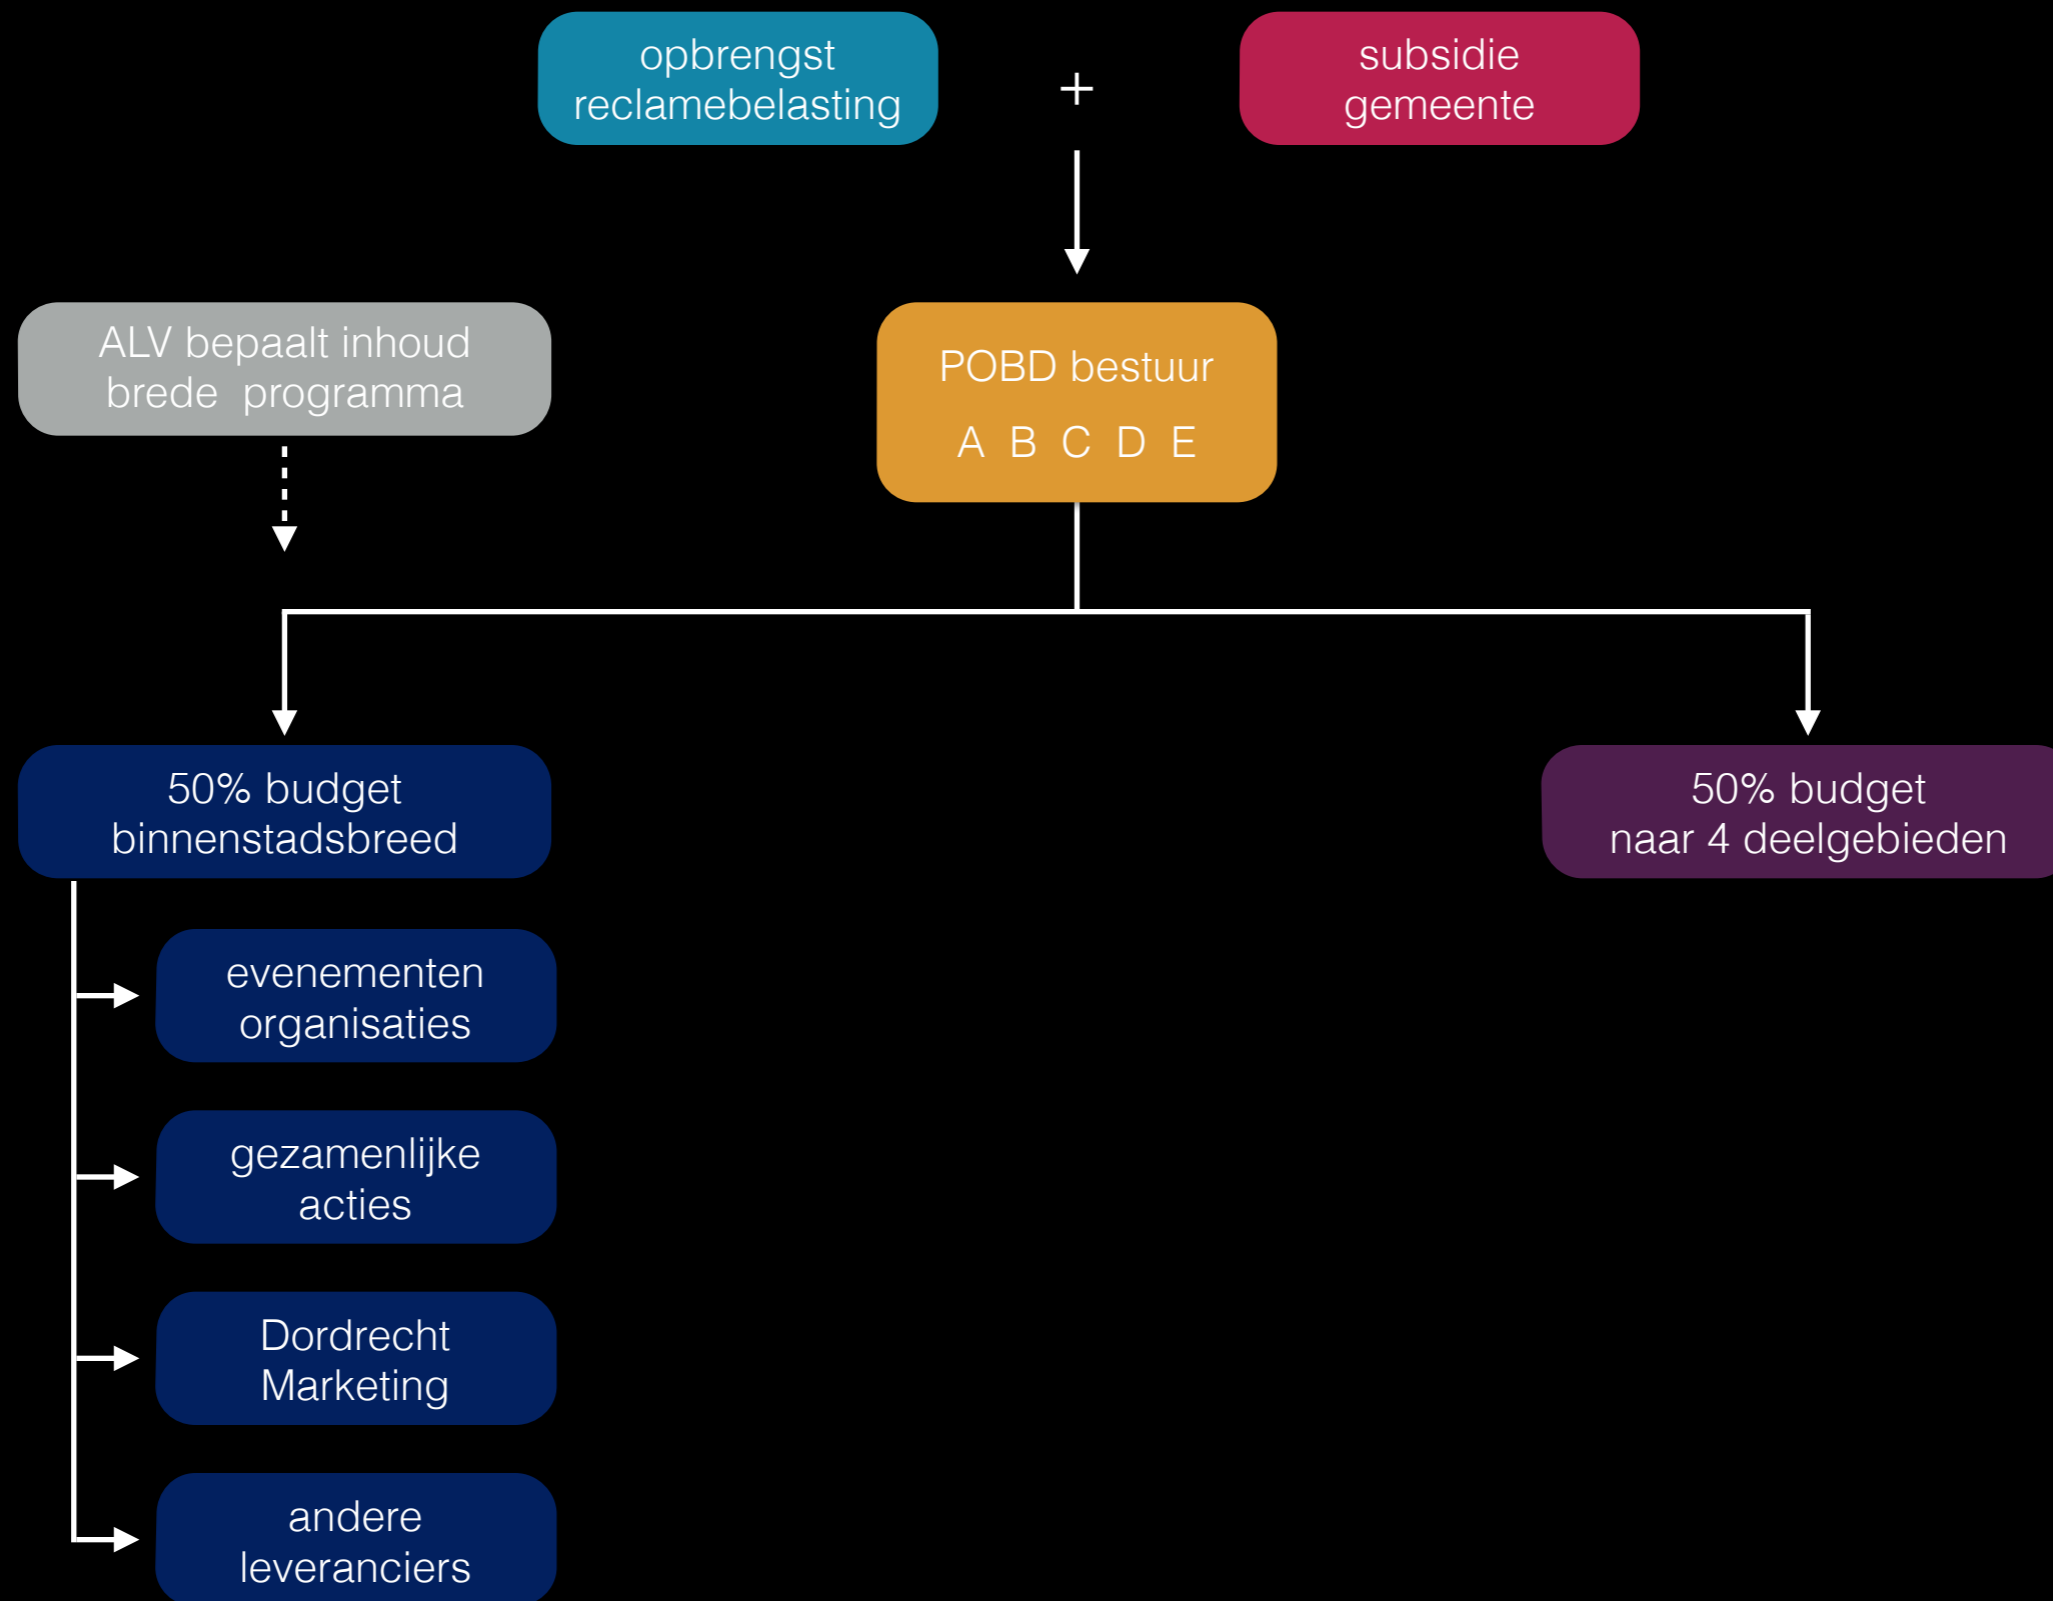 opbrengst
reclamebelasting
+
subsidie
gemeente
ALV bepaalt inhoud
brede programma
POBD bestuur
A B C D E
50% budget
binnenstadsbreed
50% budget
naar 4 deelgebieden
evenementen
organisaties
gezamenlijke
acties
Dordrecht
Marketing
andere
leveranciers